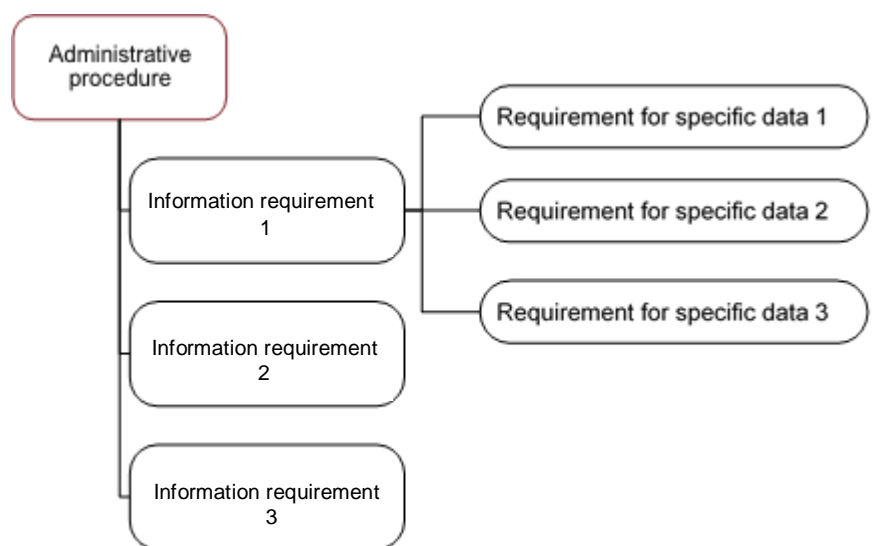 Administrative
procedure
Requirement for specific data 1
Information requirement
1
Requirement for specific data 2
Requirement for specific data 3
Information requirement
2
Information requirement
3